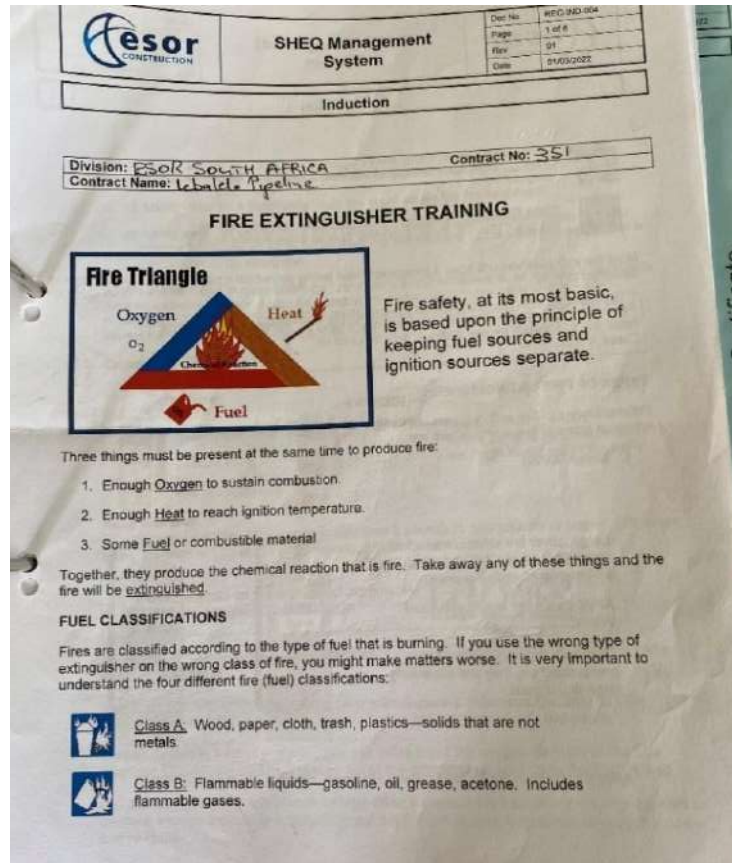 esor
CONSTRUCTION
SHEQ Management
System
Doc No
REG-IND-004
Page
1 of 6
Rev
01
Date
01/03/2022
Induction
Division: ESOR SOUTH AFRICA
Contract No: 351
Contract Name: Lebalelo Pipeline
FIRE EXTINGUISHER TRAINING
Fire Triangle
Oxygen
O2
Heat
Chemical Reaction
Fuel
Fire safety, at its most basic,
is based upon the principle of
keeping fuel sources and
ignition sources separate.
Three things must be present at the same time to produce fire:
1. Enough Oxygen to sustain combustion.
2. Enough Heat to reach ignition temperature.
3. Some Fuel or combustible material
Together, they produce the chemical reaction that is fire. Take away any of these things and the
fire will be extinguished.
FUEL CLASSIFICATIONS
Fires are classified according to the type of fuel that is burning. If you use the wrong type of
extinguisher on the wrong class of fire, you might make matters worse. It is very important to
understand the four different fire (fuel) classifications:
Class A: Wood, paper, cloth, trash, plastics—solids that are not
metals.
Class B: Flammable liquids—gasoline, oil, grease, acetone. Includes
flammable gases.